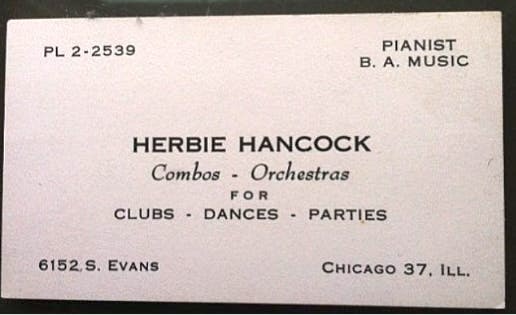 PL 2-2539
PIANIST
B. A. MUSIC
HERBIE HANCOCK
Combos - Orchestras
FOR
CLUBS - DANCES - PARTIES
6152 S. EVANS
CHICAGO 37, ILL.